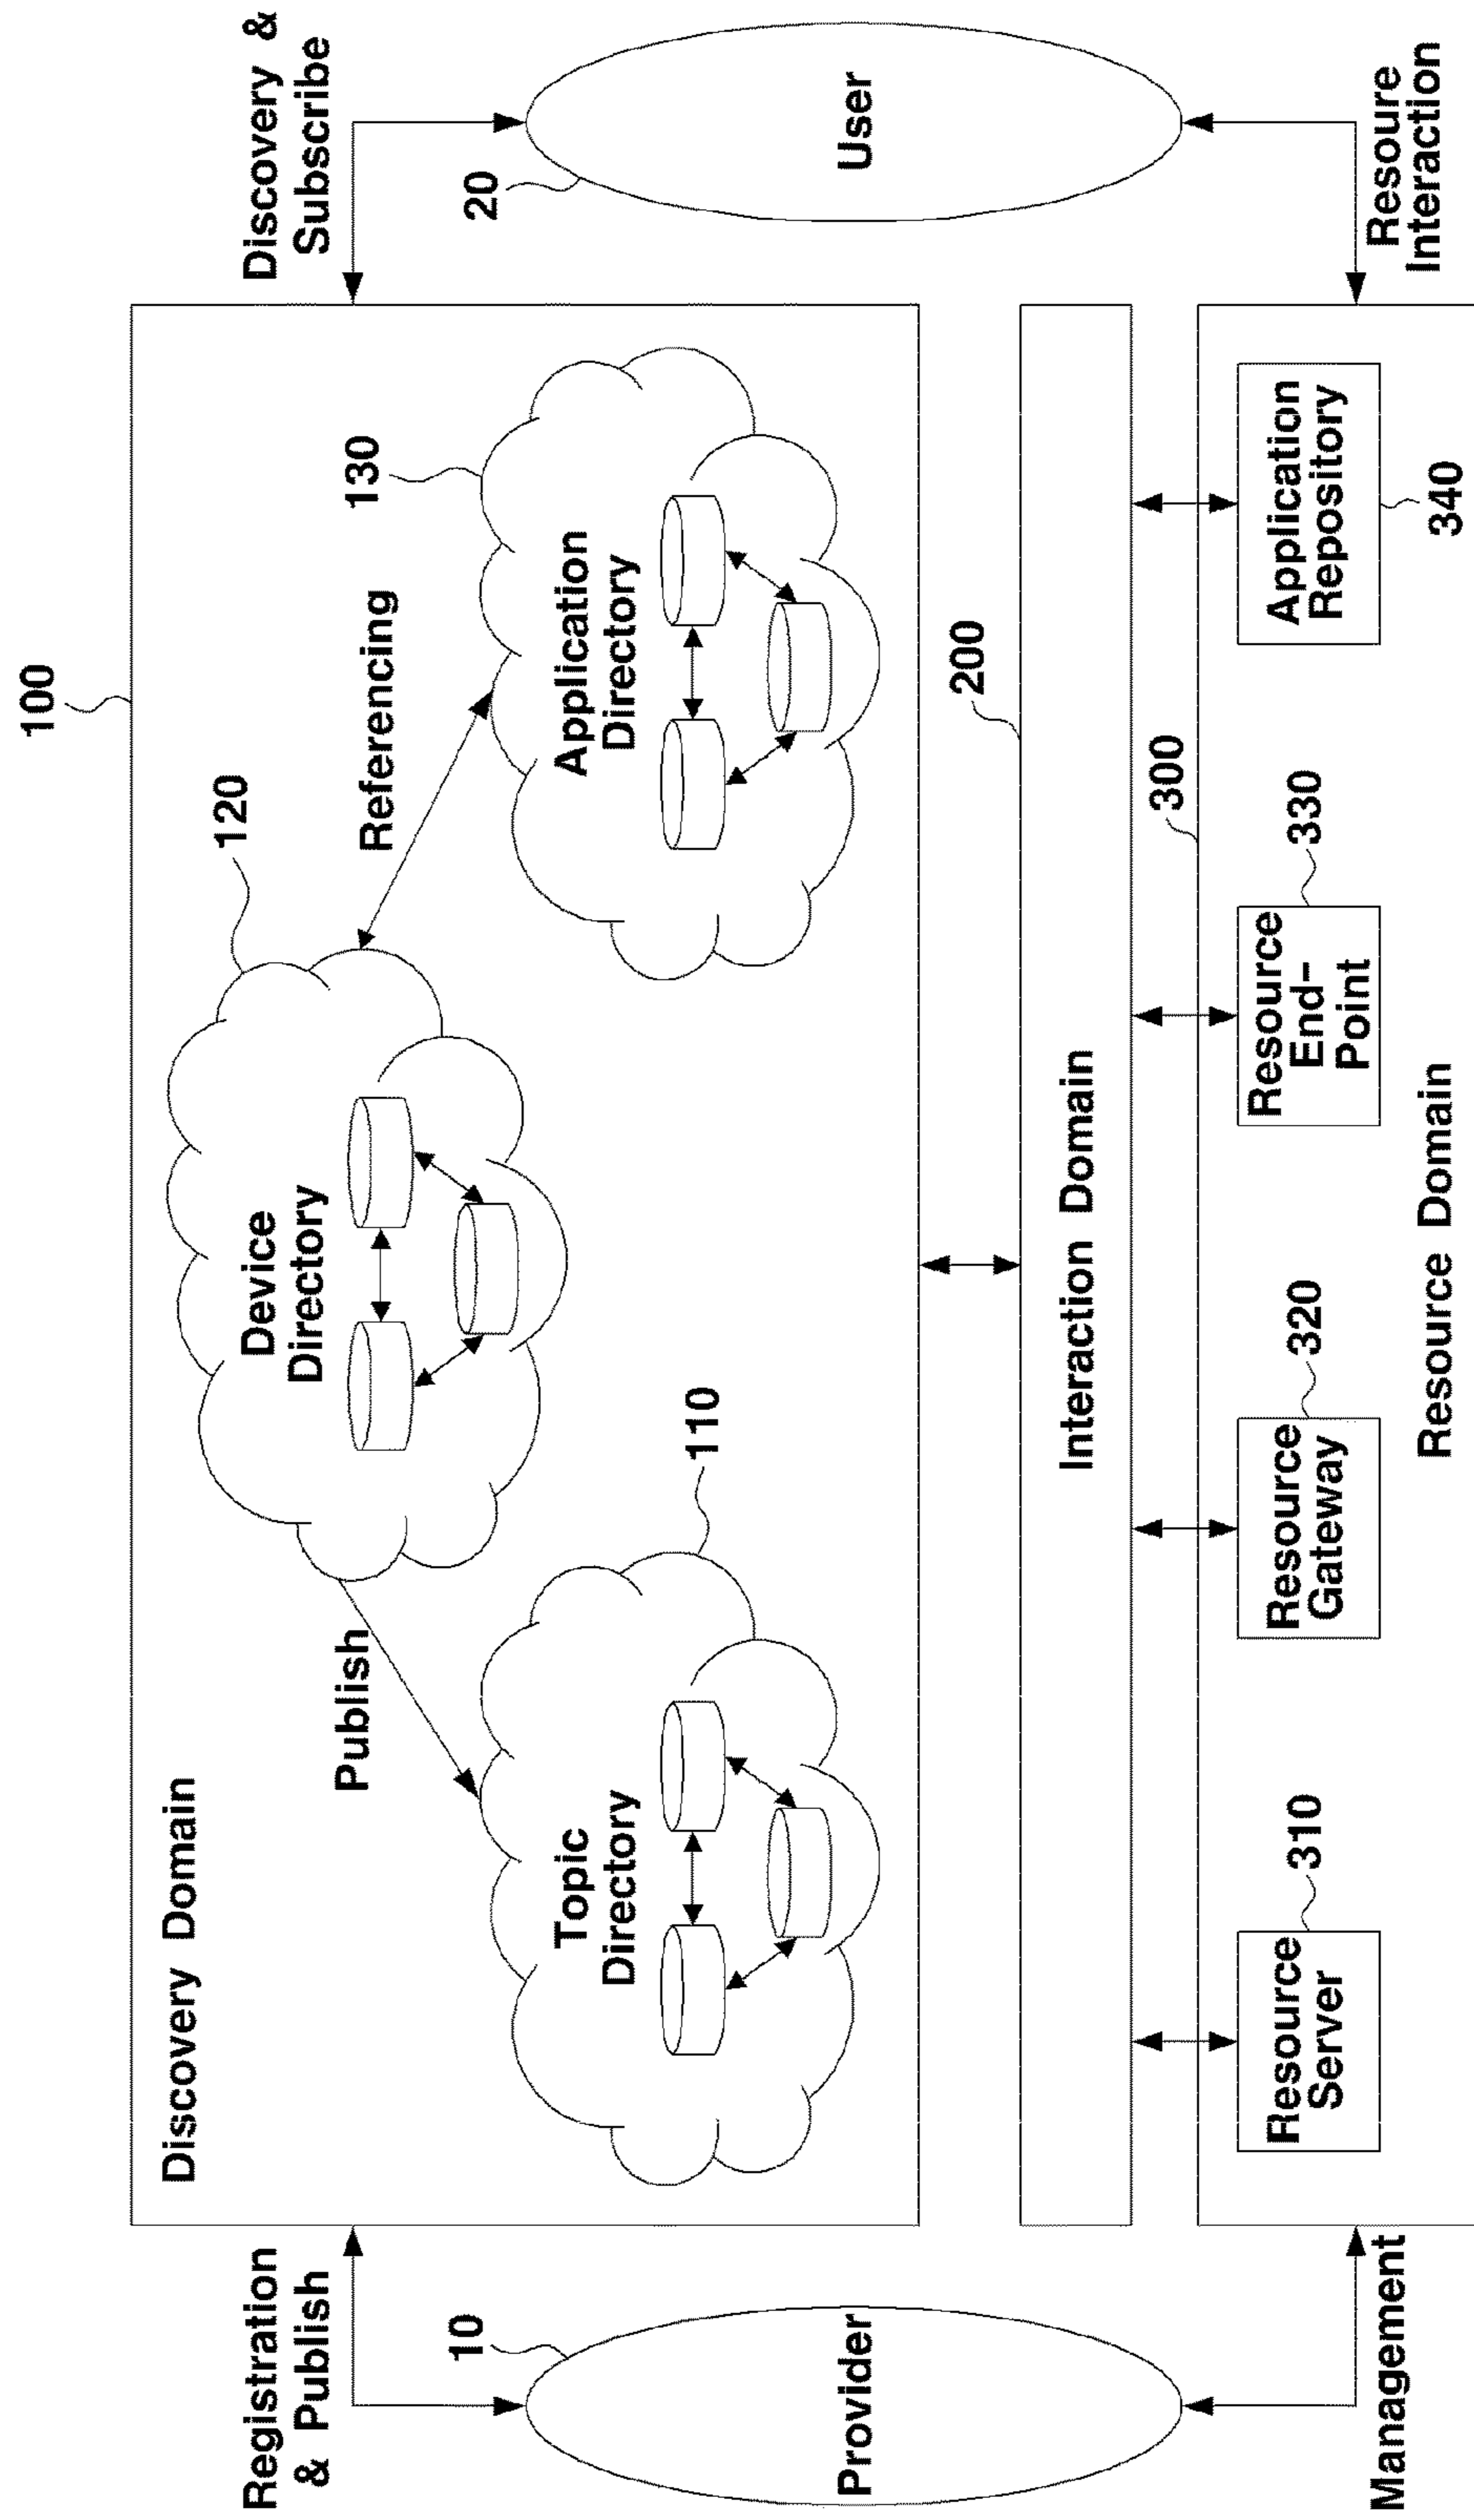 100
Discovery Domain
Registration
& Publish
Discovery &
Subscribe
120
Device
Directory
Publish
Referencing
130
Topic
Directory
110
Application
Directory
10
Provider
20
User
200
Interaction Domain
300
310
Resource
Server
320
Resource
Gateway
330
Resource
End-
Point
Application
Repository
340
Management
Resource Domain
Resoure
Interaction